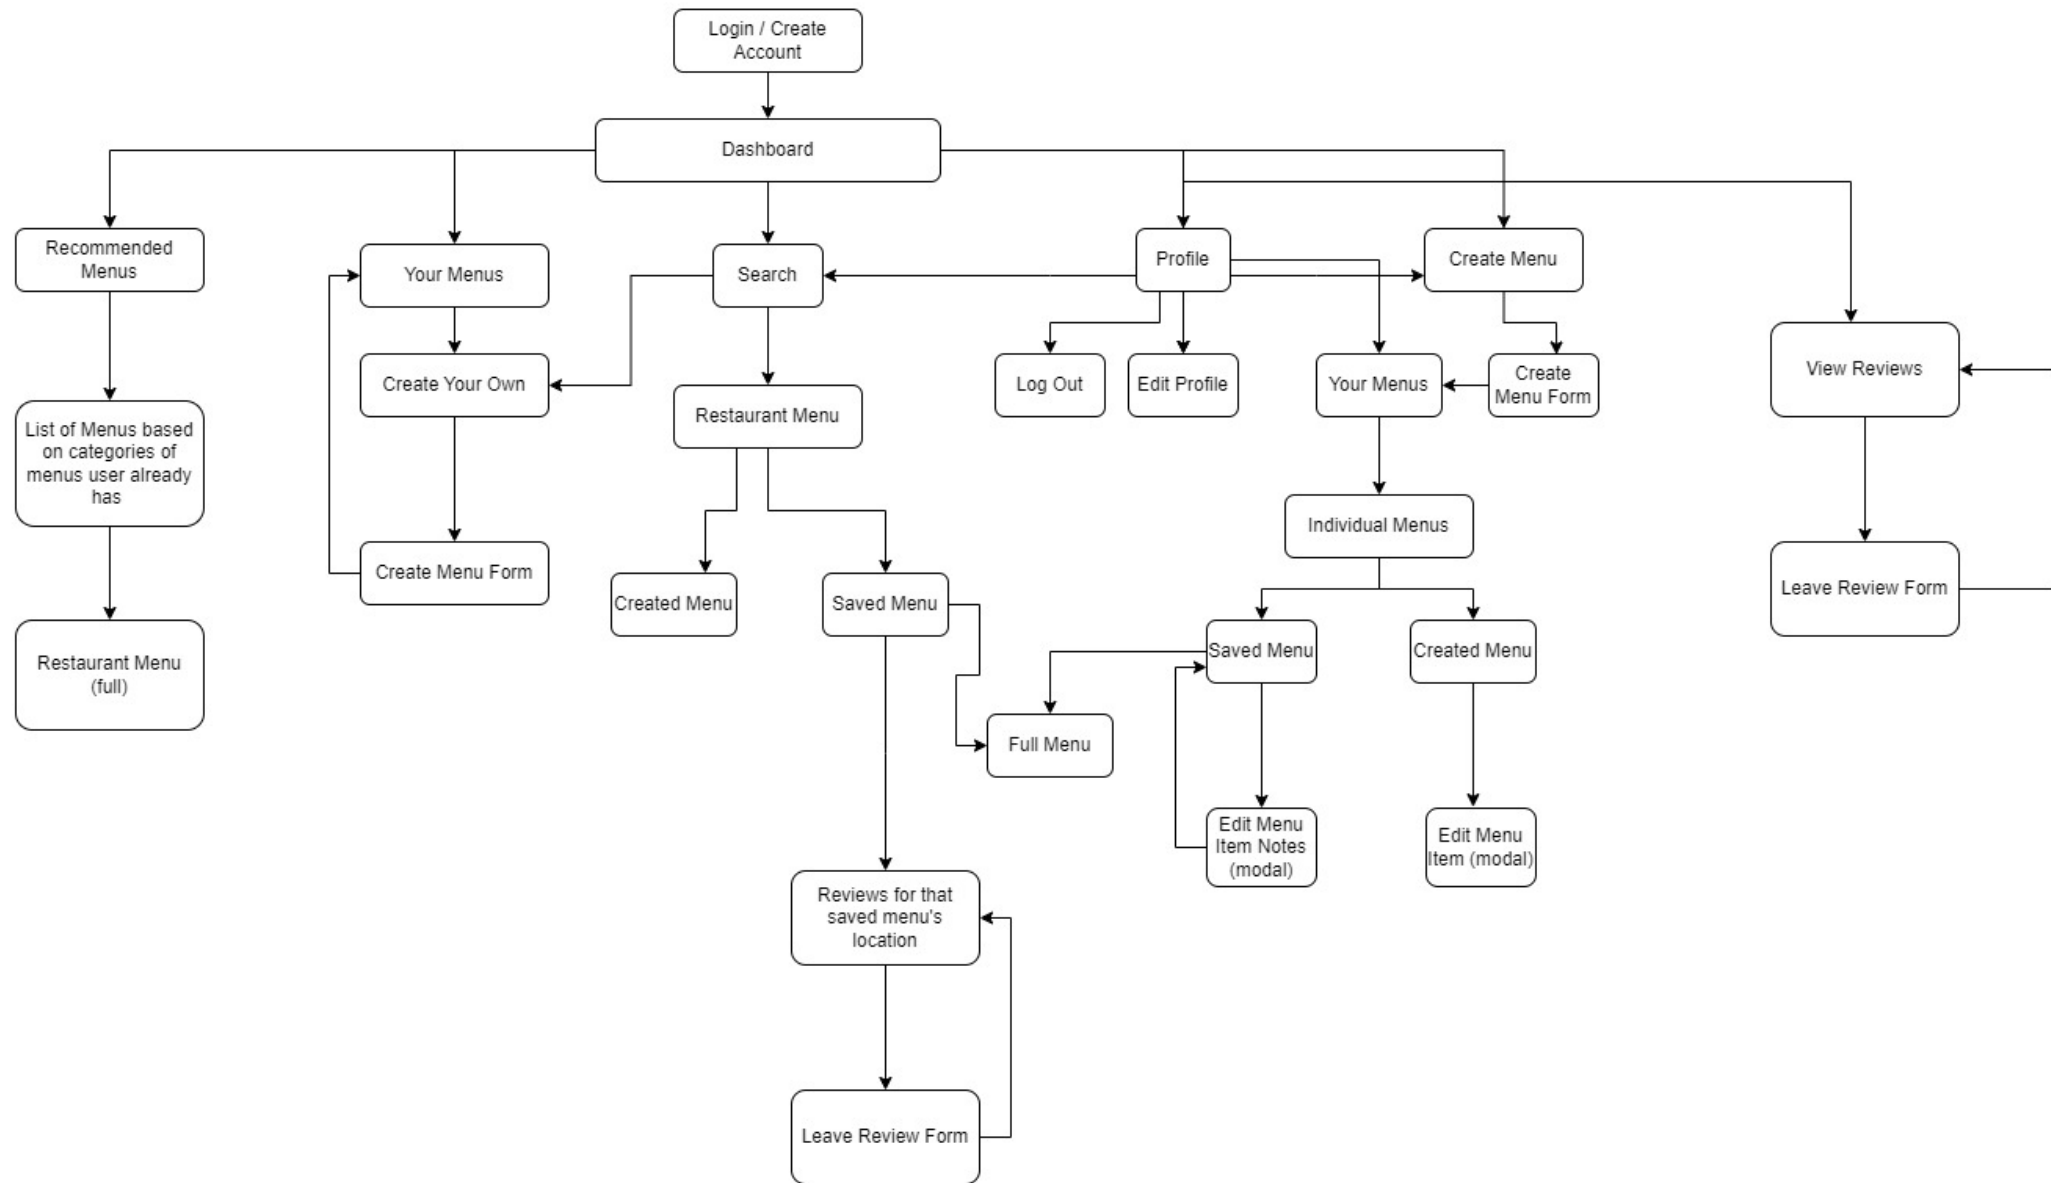 Login / Create
Account
Dashboard
Recommended
Menus
Your Menus
Search
Profile
Create Menu
View Reviews
Create Your Own
Restaurant Menu
Log Out
Edit Profile
Your Menus
Create
Menu Form
List of Menus based
on categories of
menus user already
has
Individual Menus
Create Menu Form
Created Menu
Saved Menu
Leave Review Form
Restaurant Menu
(full)
Saved Menu
Created Menu
Full Menu
Edit Menu
Item Notes
(modal)
Edit Menu
Item (modal)
Reviews for that
saved menu's
location
Leave Review Form